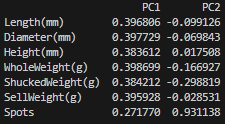 PC1 PC2
Length(mm) 0.396806 -0.099126
Diameter(mm) 0.397729 -0.069843
Height(mm) 0.383612 0.017508
WholeWeight(g) 0.398699 -0.166927
ShuckedWeight(g) 0.384212 -0.298819
SellWeight(g) 0.395928 -0.028531
Spots 0.271770 0.931138